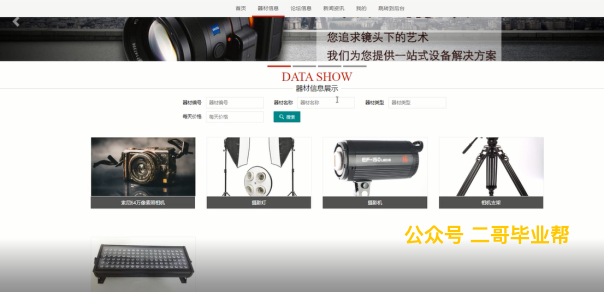 首页 器材信息 论坛信息 新闻资讯 我的 跳转到后台
您追求镜头下的艺术
我们为您提供一站式设备解决方案
DATA SHOW
器材信息展示
器材编号 器材编号 器材名称 器材名称 器材类型 器材类型
每天价格 每天价格 搜索
索尼64万像素照相机 摄影灯 摄影机 相机支架
公众号 二哥毕业帮